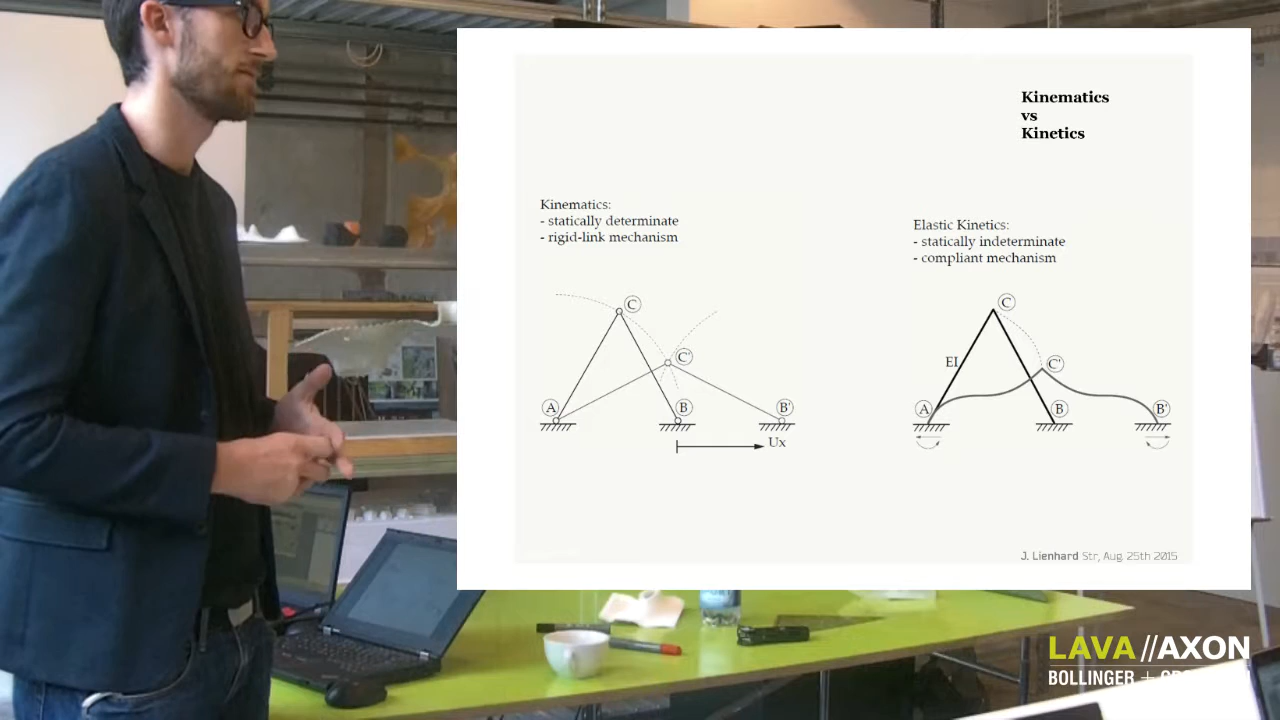 Kinematics
vs
Kinetics
Kinematics:
- statically determinate
- rigid-link mechanism
Elastic Kinetics:
- statically indeterminate
- compliant mechanism
C
C'
A
B
B'
Ux
C
EI
C'
A
B
B'
J. Lienhard Str, Aug. 25th 2015
LAVA //AXON
BOLLINGER +